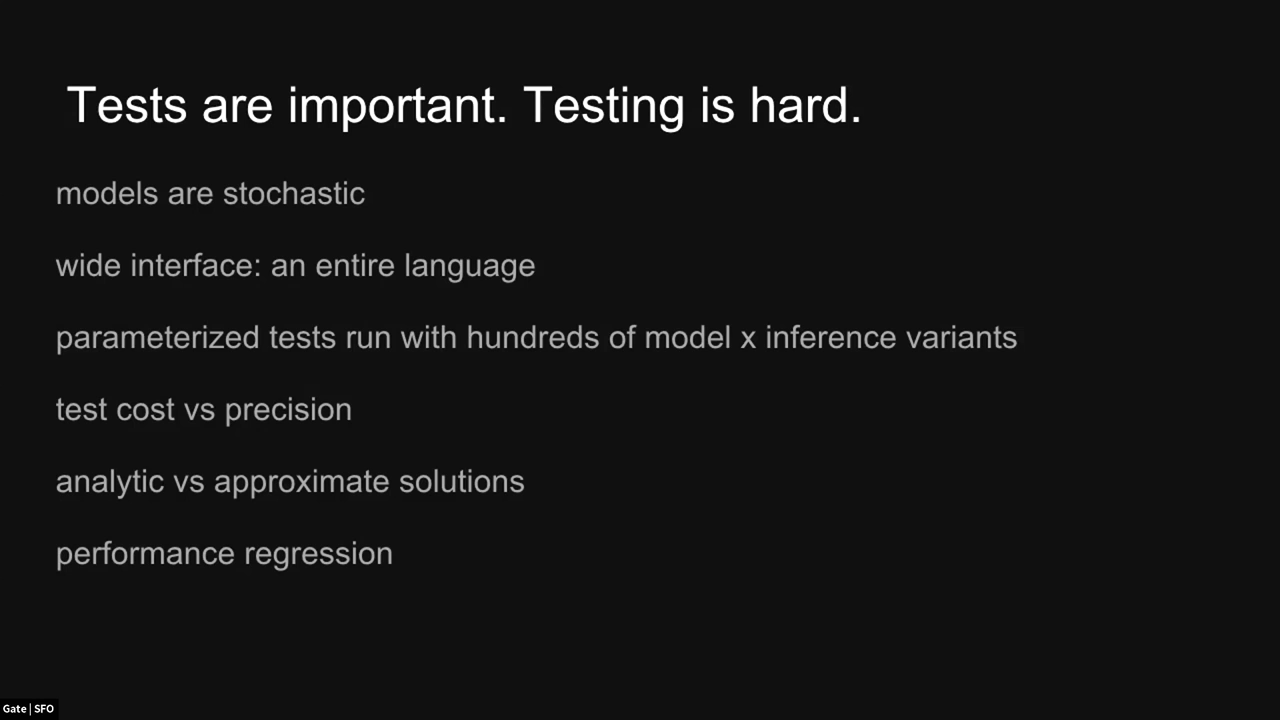 Tests are important. Testing is hard.
models are stochastic
wide interface: an entire language
parameterized tests run with hundreds of model x inference variants
test cost vs precision
analytic vs approximate solutions
performance regression
Gate | SFO